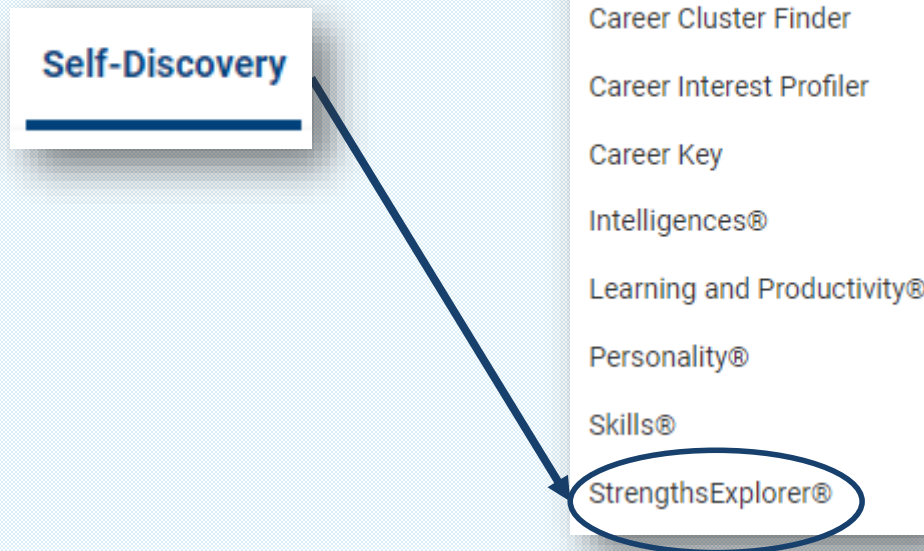 Self-Discovery
Career Cluster Finder
Career Interest Profiler
Career Key
Intelligences®
Learning and Productivity®
Personality®
Skills®
StrengthsExplorer®